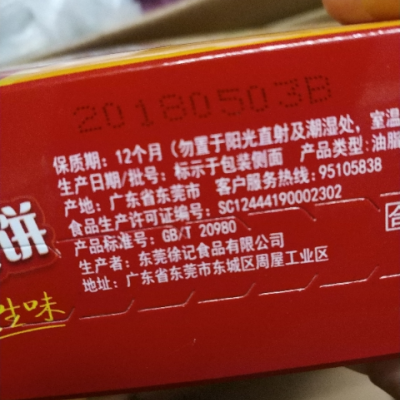 20180503B
保质期：12个月（勿置于阳光直射及潮湿处，室温
生产日期/批号：标示于包装侧面 产品类型：油脂
产地：广东省东莞市 客户服务热线：95105838
食品生产许可证编号：SC12444190002302
产品标准号：GB/T 20980
生产者：东莞徐记食品有限公司
地址：广东省东莞市东城区周屋工业区
饼
味